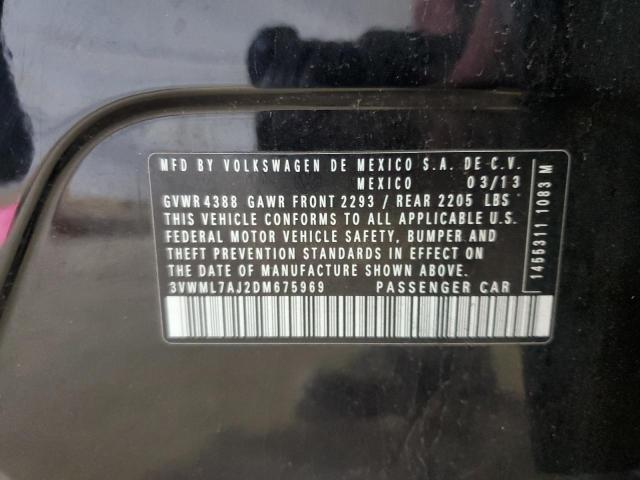 MFD BY VOLKSWAGEN DE MEXICO S.A. DE C.V.
MEXICO 03/13
GVWR 4388 GAWR FRONT 2293 / REAR 2205 LBS
THIS VEHICLE CONFORMS TO ALL APPLICABLE U.S.
FEDERAL MOTOR VEHICLE SAFETY, BUMPER AND
THEFT PREVENTION STANDARDS IN EFFECT ON
THE DATE OF MANUFACTURE SHOWN ABOVE.
3VWML7AJ2DM675969 PASSENGER CAR
1455311 1083 M